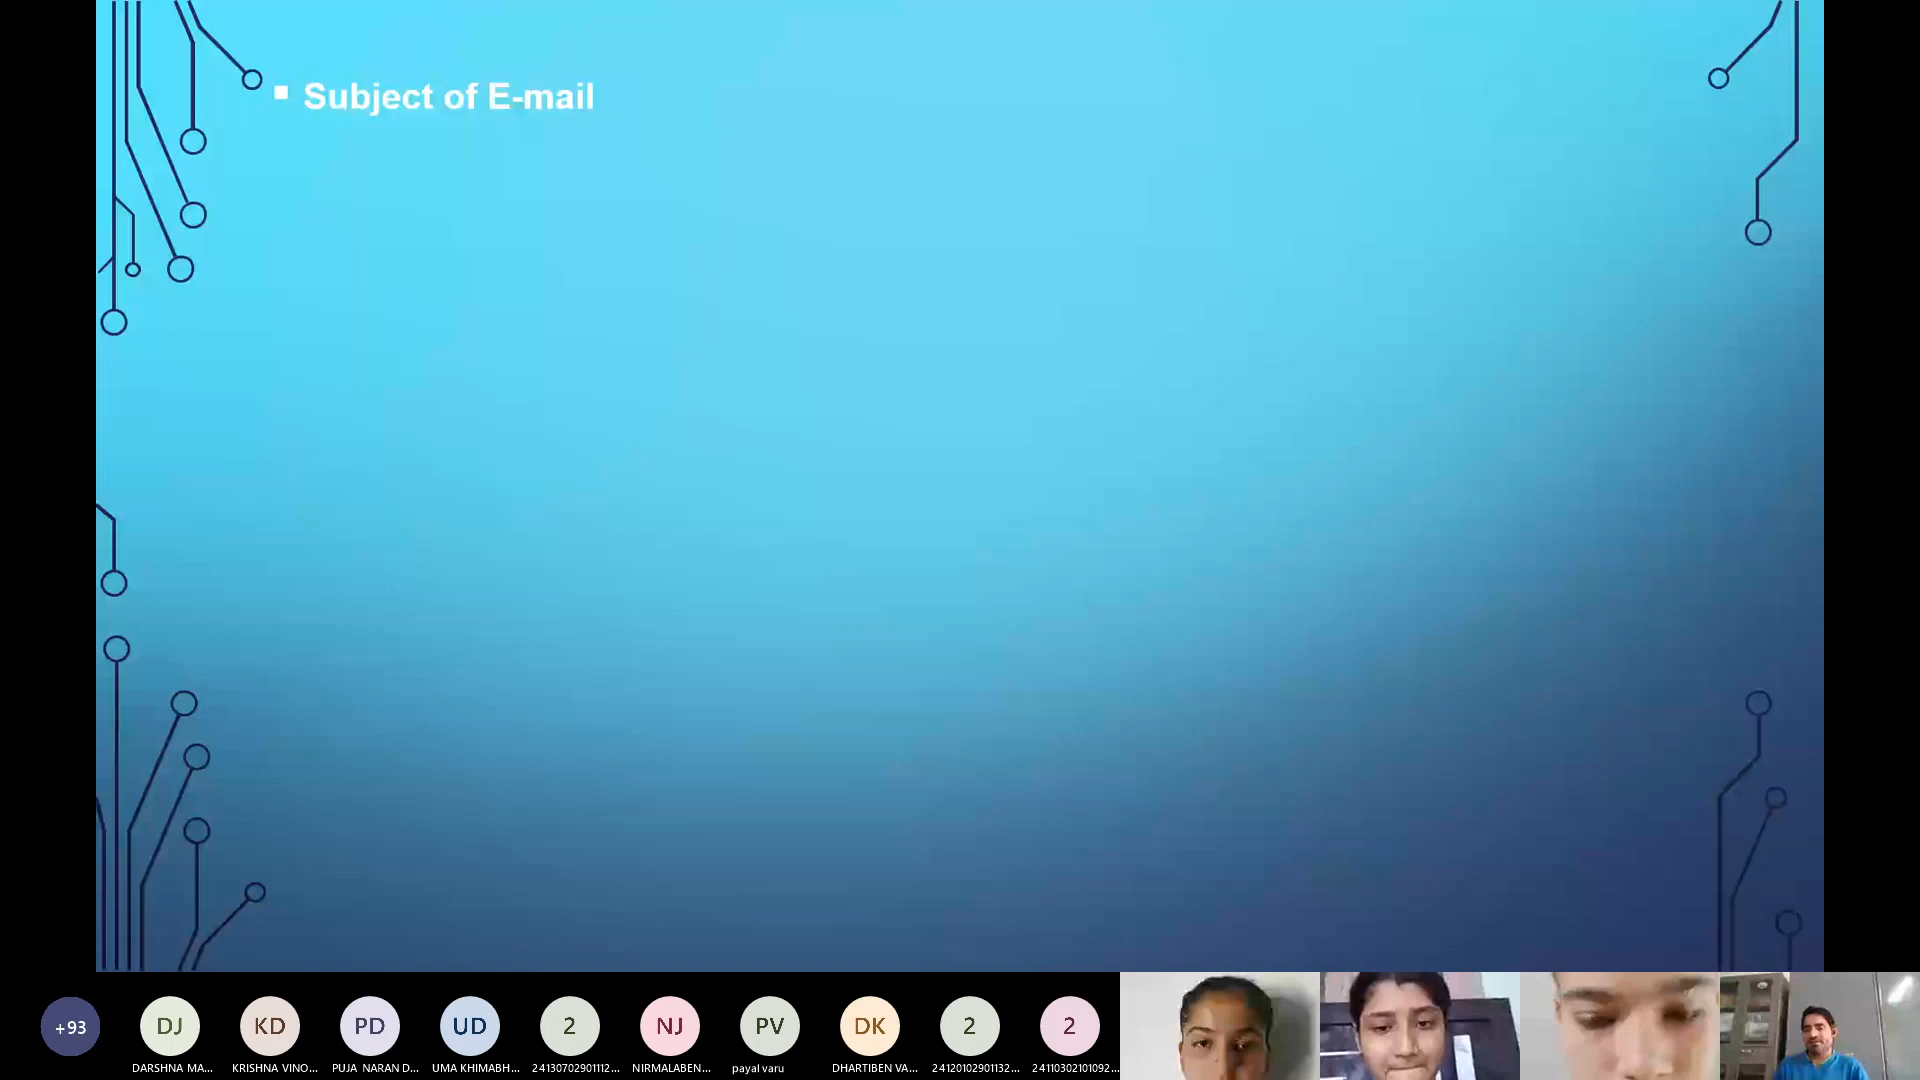 Subject of E-mail
+93
DJ
KD
PD
UD
2
NJ
PV
DK
2
2
DARSHNA MA...
KRISHNA VINO...
PUJA NARAN D...
UMA KHIMABH...
24130702901112...
NIRMALABEN...
payal varu
DHARTIBEN VA...
24120102901132...
24110302101092...